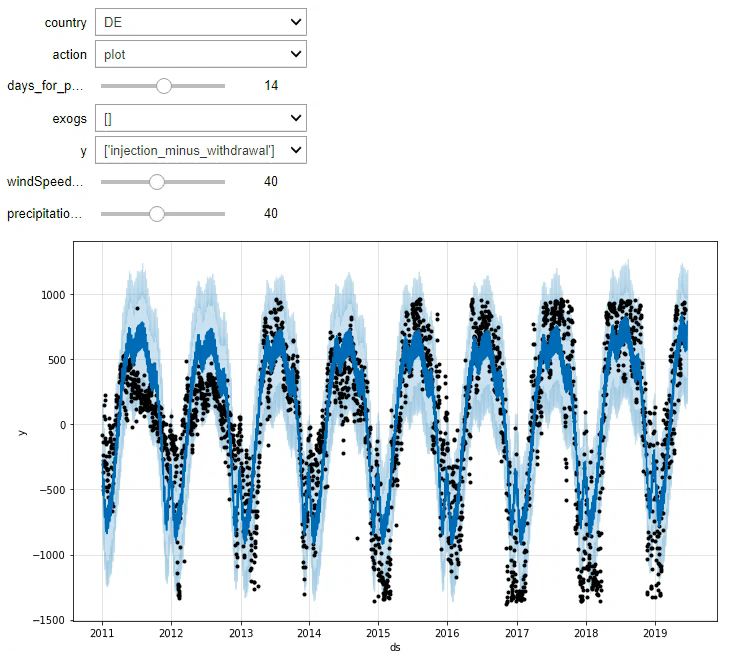 country DE
action plot
days_for_p... 14
exogs []
y ['injection_minus_withdrawal']
windSpeed... 40
precipitatio... 40
1000
500
0
−500
−1000
−1500
y
2011 2012 2013 2014 2015 2016 2017 2018 2019
ds